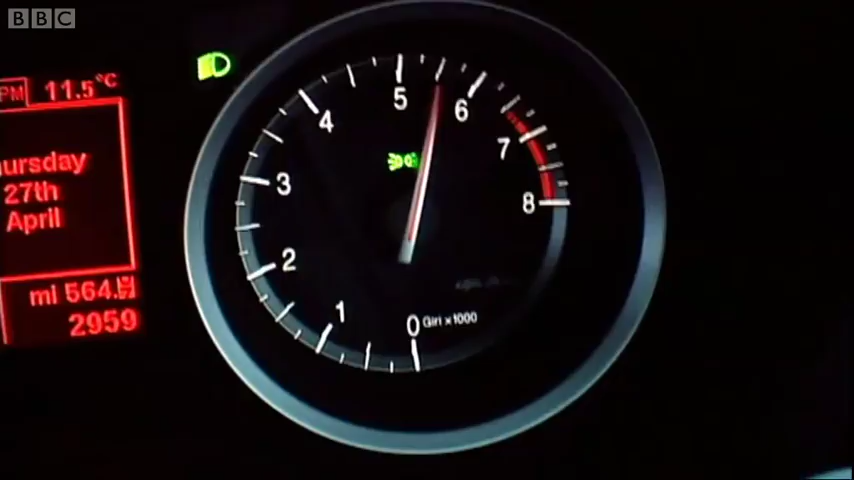 BBC
PM 11.5°C
ursday
27th
April
mi 564.
2959
5
6
4
7
3
8
2
1
0 Giri x1000